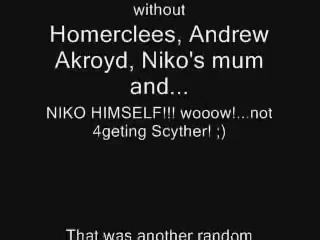 without
Homerclees, Andrew
Akroyd, Niko's mum
and...
NIKO HIMSELF!!! wooow!...not
4geting Scyther! ;)
That was another random